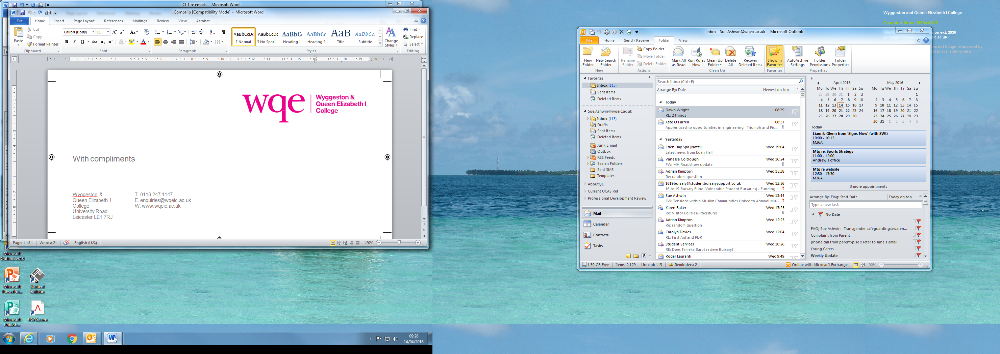 CLT re emails - Microsoft Word
Compslip [Compatibility Mode] - Microsoft Word
File Home Insert Page Layout References Mailings Review View Acrobat
Paste
Cut
Copy
Format Painter
Clipboard
Calibri (Body) 11
Font
Paragraph
AaBbCcDc AaBbCcDc AaBbC AaBbCc AaB AaBbCc.
¶ Normal ¶ No Spaci... Heading 1 Heading 2 Title Subtitle
Change Styles
Styles
Find
Replace
Select
Editing
wqe
Wyggeston &
Queen Elizabeth I
College
With compliments
Wyggeston &
Queen Elizabeth I
College
University Road
Leicester LE1 7RJ
T. 0116 247 1147
E. enquiries@wqeic.ac.uk
W. www.wqeic.ac.uk
Page: 1 of 1 Words: 21 English (U.S.) 120%
Microsoft Outlook 2010
Microsoft PowerPoi...
Student Bulletin
Microsoft Publish...
UCAS.com
09:28
14/04/2016
Wyggeston and Queen Elizabeth I College
Computer Name: M36A-6119
s on ext: 2930
eic.ac.uk
ternet Usage is covered by
at is available to view
Inbox - Sue.Ashwin@wqeic.ac.uk - Microsoft Outlook
File Home Send / Receive Folder View
New Folder
New Search Folder
New
Rename Folder
Copy Folder
Move Folder
Delete Folder
Actions
Mark All as Read
Run Rules Now
Clean Up Folder
Delete All
Recover Deleted Items
Clean Up
Show in Favorites
Favorites
AutoArchive Settings
Folder Permissions
Folder Properties
Properties
Favorites
Inbox (113)
Sent Items
Deleted Items
Sue.Ashwin@wqeic.ac.uk
Inbox (113)
Drafts
Sent Items
Deleted Items
Junk E-mail
Outbox
RSS Feeds
Search Folders
Sent SMS
Templates
AboutQE
Current UCAS Ref
Professional Development Review
Mail
Calendar
Contacts
Tasks
Search Inbox (Ctrl+E)
Arrange By: Date Newest on top
Today
Dawn Wright 08:39
RE: 2 things
Kate O'Farrell 08:37
Apprenticeship opportunities in engineering - Triumph and Pic...
Yesterday
Eden Day Spa [Notts] Wed 19:04
Latest news from Eden Hall
Vanessa Colclough Wed 16:24
FW: MH Roadshow update
Adrian Kimpton Wed 15:38
Re: random question
1619bursary@studentbursarysupport.co.uk Wed 13:56
16 to 19 Bursary Fund (Vulnerable Student Bursaries) - Funding ...
Sue Ashwin Wed 13:44
FW: Tensions within Muslim Communities Linked to Ahmadi Mu...
Karen Baker Wed 13:25
Re: Visitor Policies/Procedures
Adrian Kimpton Wed 12:25
Re: random question
Carolyn Davies Wed 12:04
RE: First Aid and PDR
Student Services Wed 10:26
RE: Does Tameka Barot recieve Bursary?
Roger Laurenti Wed 9:49
April 2016
Mo Tu We Th Fr Sa Su
28 29 30 31 1 2 3
4 5 6 7 8 9 10
11 12 13 14 15 16 17
18 19 20 21 22 23 24
25 26 27 28 29 30
May 2016
Mo Tu We Th Fr Sa Su
1
2 3 4 5 6 7 8
9 10 11 12 13 14 15
16 17 18 19 20 21 22
23 24 25 26 27 28 29
30 31 1 2 3 4 5
Today
Liam & Glenn from 'Signs Now' (with SWt)
10:00 - 10:15
M36A
Mtg re: Sports Strategy
11:00 - 12:00
Andrew's office
Mtg re website
12:30 - 13:30
M36A
3 more appointments
Arrange By: Flag: Start Date Today on top
Type a new task
No Date
FAO; Sue Ashwin - Transgender safeguarding/awaren...
Complaint from Parent
phone call from parent-plse x refer to Jane's email
Young Carers
Weekly Update
1.39 GB Free Items: 2,129 Unread: 113 Reminders: 2 Online with Microsoft Exchange 90%